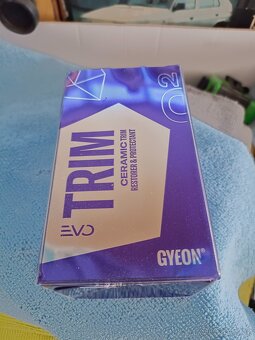 Q2
EVO
TRIM
CERAMIC TRIM
RESTORER & PROTECTANT
GYEON®